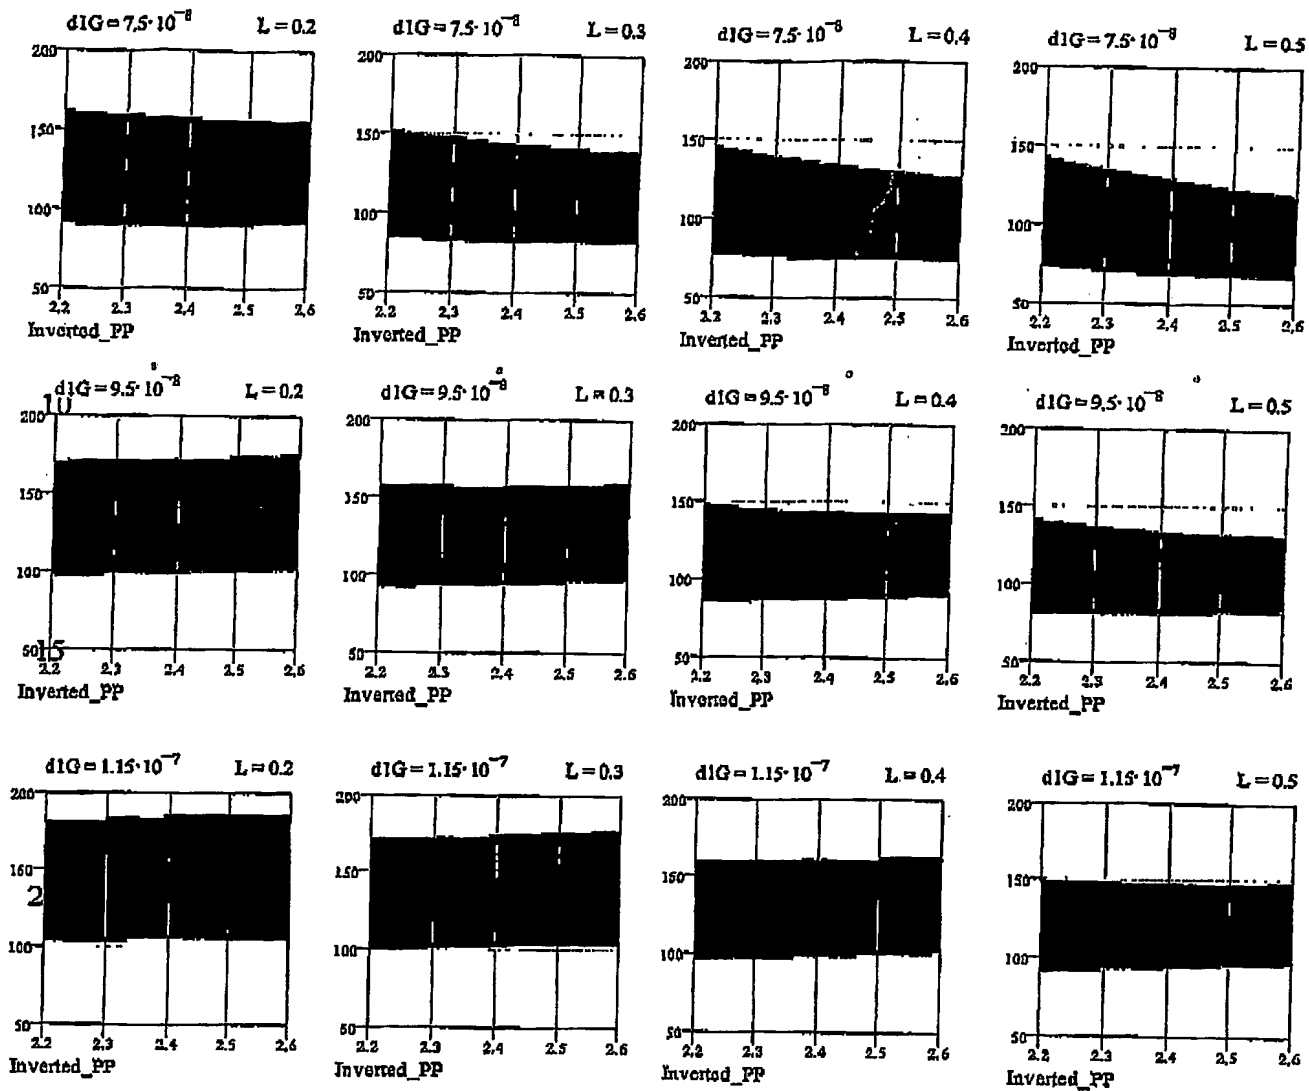 d1G = 7.5· 10⁻⁸ L = 0.2
200
150
100
50
2.2 2.3 2.4 2.5 2.6
Inverted_PP
d1G = 7.5· 10⁻⁸ L = 0.3
200
150
100
50
2.2 2.3 2.4 2.5 2.6
Inverted_PP
d1G = 7.5· 10⁻⁸ L = 0.4
200
150
100
50
2.2 2.3 2.4 2.5 2.6
Inverted_PP
d1G = 7.5· 10⁻⁸ L = 0.5
200
150
100
50
2.2 2.3 2.4 2.5 2.6
Inverted_PP
d1G = 9.5· 10⁻⁸ L = 0.2
10
200
150
100
50
15
2.2 2.3 2.4 2.5 2.6
Inverted_PP
d1G = 9.5· 10⁻⁸ L = 0.3
200
150
100
50
2.2 2.3 2.4 2.5 2.6
Inverted_PP
d1G = 9.5· 10⁻⁸ L = 0.4
200
150
100
50
2.2 2.3 2.4 2.5 2.6
Inverted_PP
d1G = 9.5· 10⁻⁸ L = 0.5
200
150
100
50
2.2 2.3 2.4 2.5 2.6
Inverted_PP
d1G = 1.15· 10⁻⁷ L = 0.2
200
150
2
100
50
2.2 2.3 2.4 2.5 2.6
Inverted_PP
d1G = 1.15· 10⁻⁷ L = 0.3
200
150
100
50
2.2 2.3 2.4 2.5 2.6
Inverted_PP
d1G = 1.15· 10⁻⁷ L = 0.4
200
150
100
50
2.2 2.3 2.4 2.5 2.6
Inverted_PP
d1G = 1.15· 10⁻⁷ L = 0.5
200
150
100
50
2.2 2.3 2.4 2.5 2.6
Inverted_PP